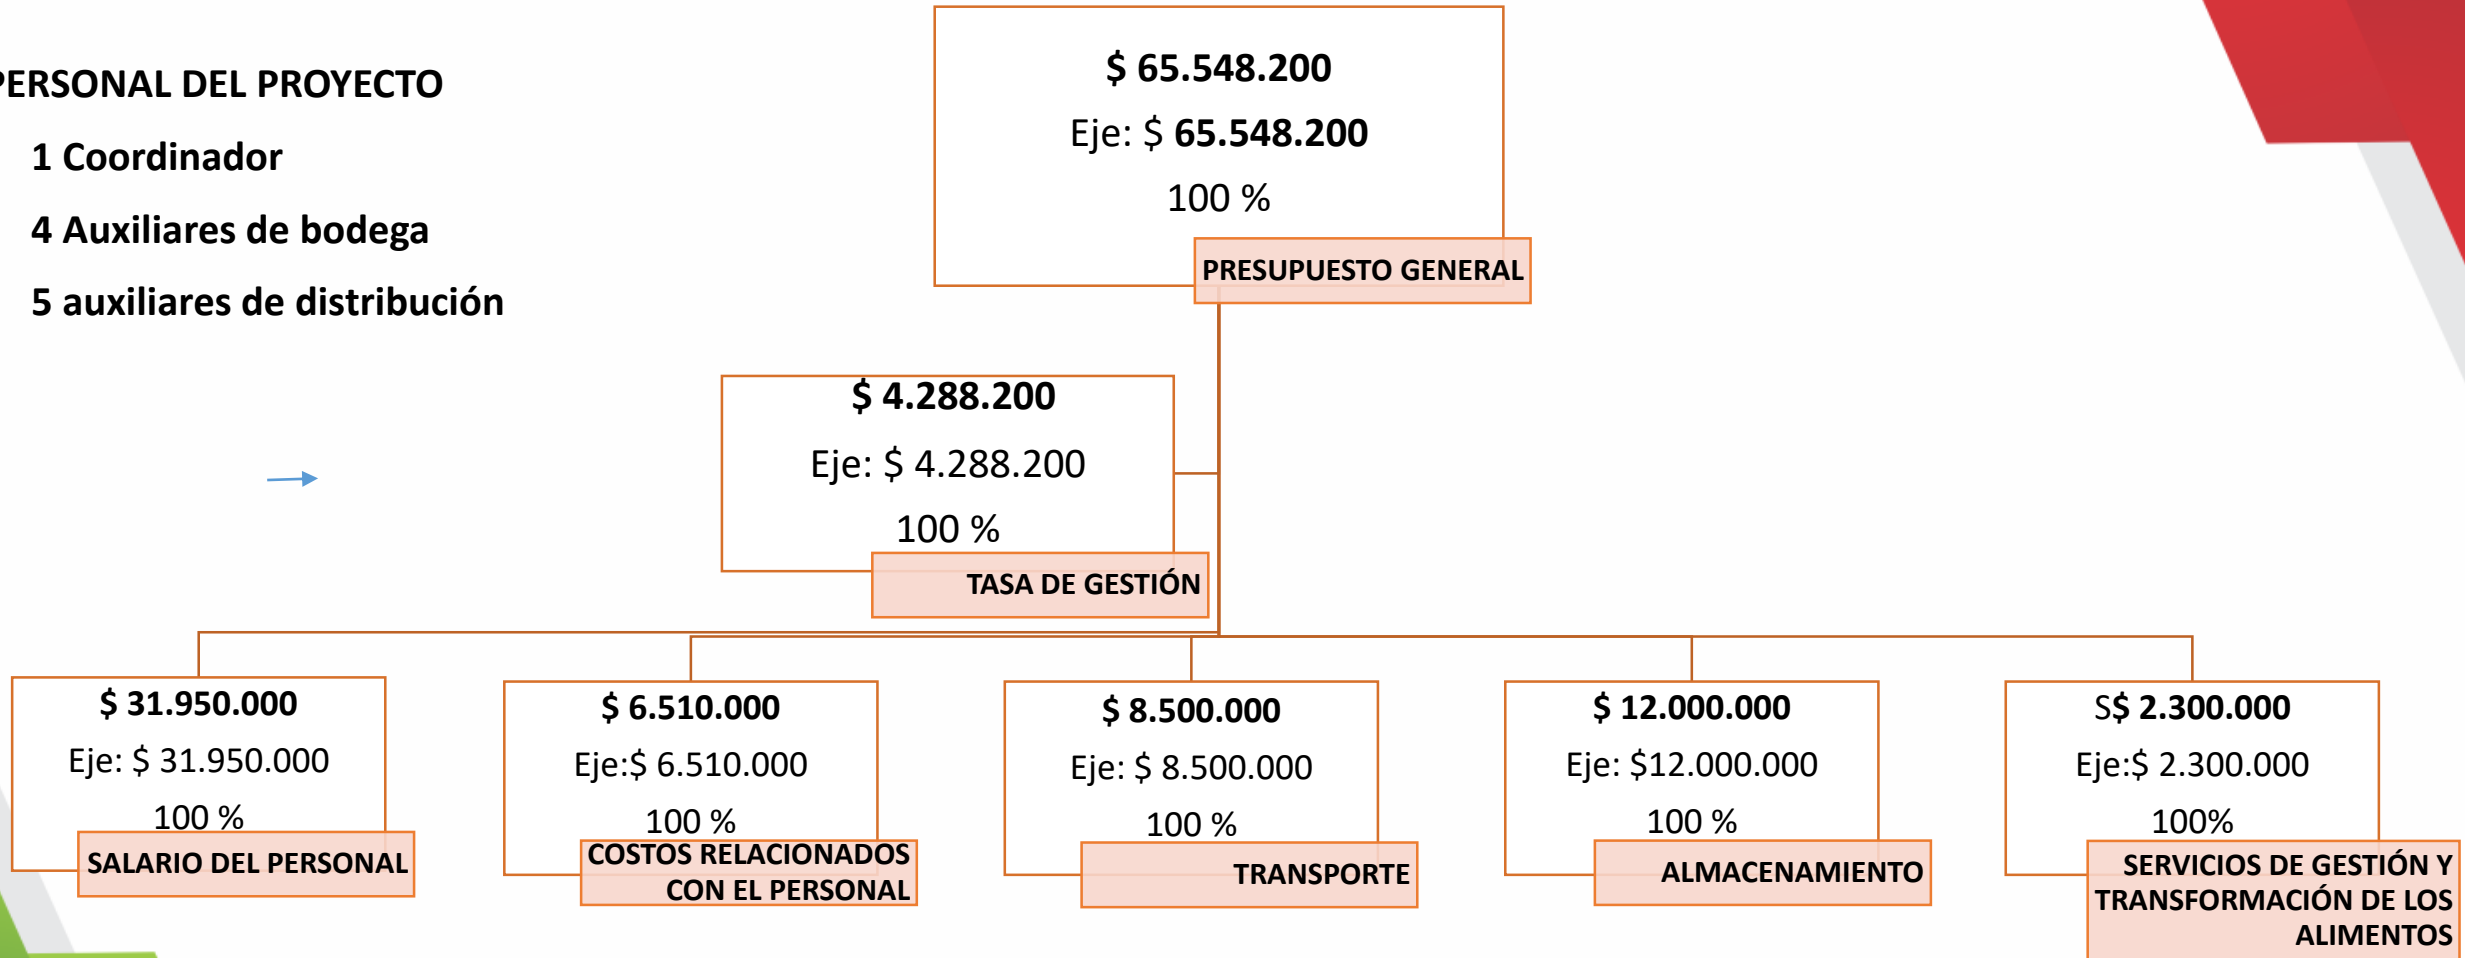 PERSONAL DEL PROYECTO
1 Coordinador
4 Auxiliares de bodega
5 auxiliares de distribución
$ 65.548.200
Eje: $ 65.548.200
100 %
PRESUPUESTO GENERAL
$ 4.288.200
Eje: $ 4.288.200
100 %
TASA DE GESTIÓN
$ 31.950.000
Eje: $ 31.950.000
100 %
SALARIO DEL PERSONAL
$ 6.510.000
Eje:$ 6.510.000
100 %
COSTOS RELACIONADOS
CON EL PERSONAL
$ 8.500.000
Eje: $ 8.500.000
100 %
TRANSPORTE
$ 12.000.000
Eje: $12.000.000
100 %
ALMACENAMIENTO
S$ 2.300.000
Eje:$ 2.300.000
100%
SERVICIOS DE GESTIÓN Y
TRANSFORMACIÓN DE LOS
ALIMENTOS